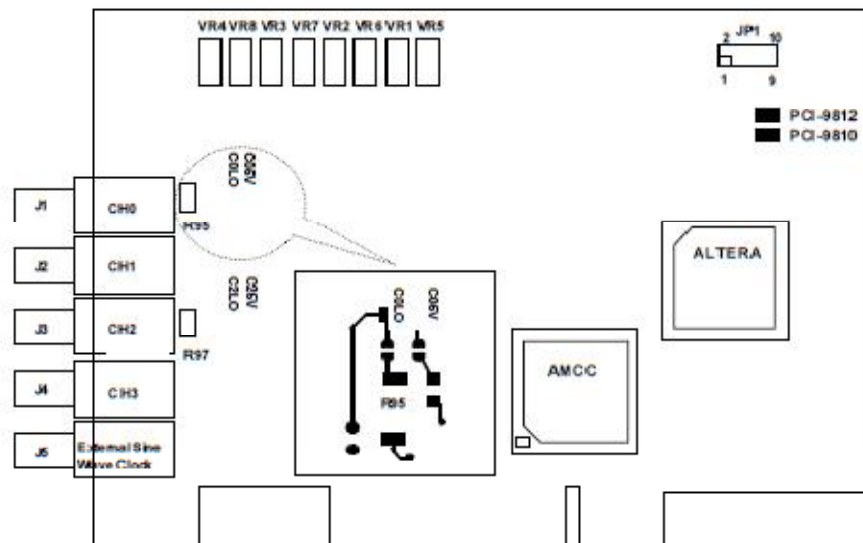 VR4 VR8 VR3 VR7 VR2 VR6 VR1 VR5
JP1
2 10
1 9
PCI-9812
PCI-9810
C0LO
C05V
J1
CH0
R95
J2
CH1
C2LO
C25V
J3
CH2
R97
J4
CH3
J5
External Sine
Wave Clock
C0LO
C05V
R95
ALTERA
AMCC